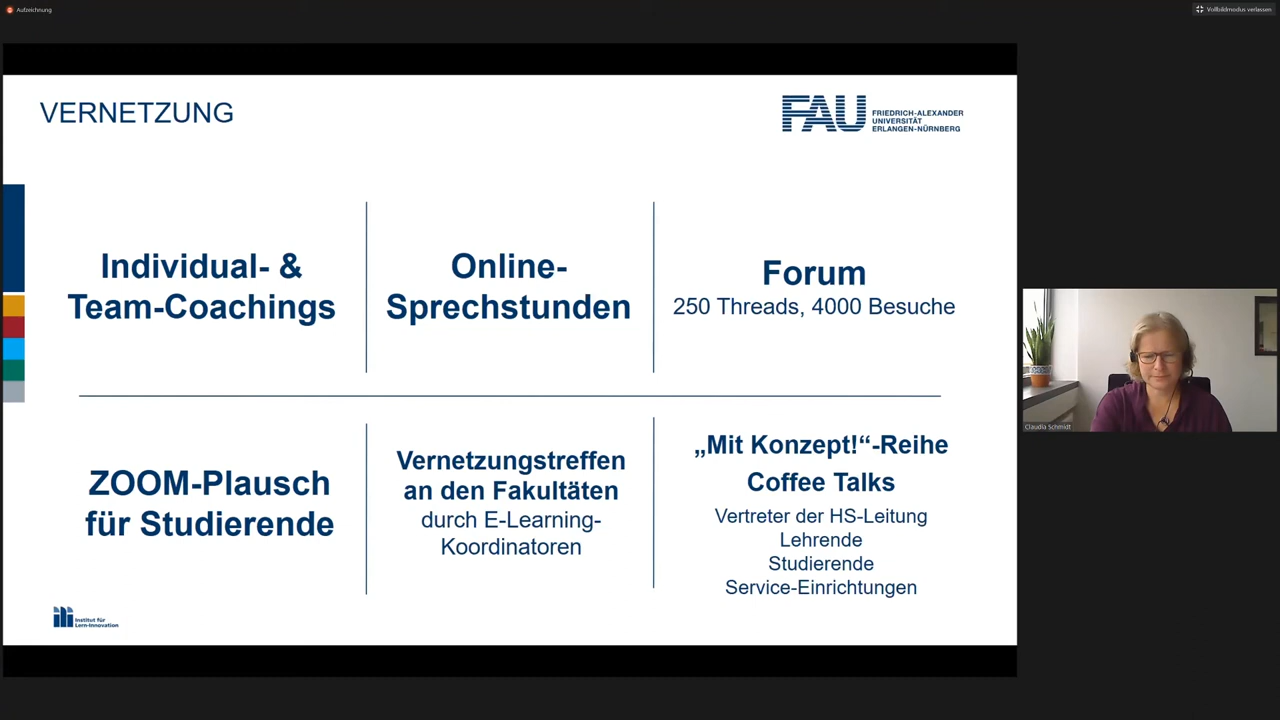 Aufzeichnung
Vollbildmodus verlassen
VERNETZUNG
FAU
FRIEDRICH-ALEXANDER
UNIVERSITÄT
ERLANGEN-NÜRNBERG
Individual- &
Team-Coachings
Online-
Sprechstunden
Forum
250 Threads, 4000 Besuche
ZOOM-Plausch
für Studierende
Vernetzungstreffen
an den Fakultäten
durch E-Learning-
Koordinatoren
„Mit Konzept!“-Reihe
Coffee Talks
Vertreter der HS-Leitung
Lehrende
Studierende
Service-Einrichtungen
ili
Institut für
Lern-Innovation
Claudia Schmidt